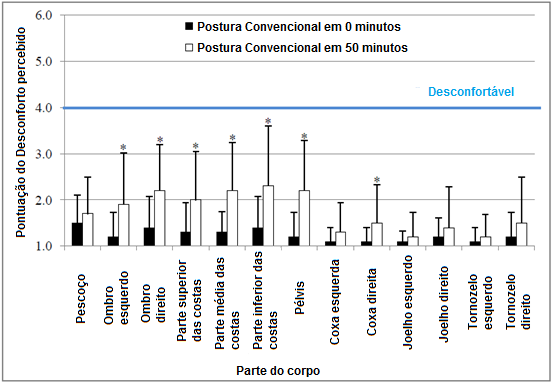 6.0
5.0
4.0
3.0
2.0
1.0
Pontuação do Desconforto percebido
Postura Convencional em 0 minutos
Postura Convencional em 50 minutos
Desconfortável
*
*
*
*
*
*
*
Pescoço
Ombro
esquerdo
Ombro
direito
Parte superior
das costas
Parte média das
costas
Parte inferior das
costas
Pélvis
Coxa esquerda
Coxa direita
Joelho esquerdo
Joelho direito
Tornozelo
esquerdo
Tornozelo
direito
Parte do corpo